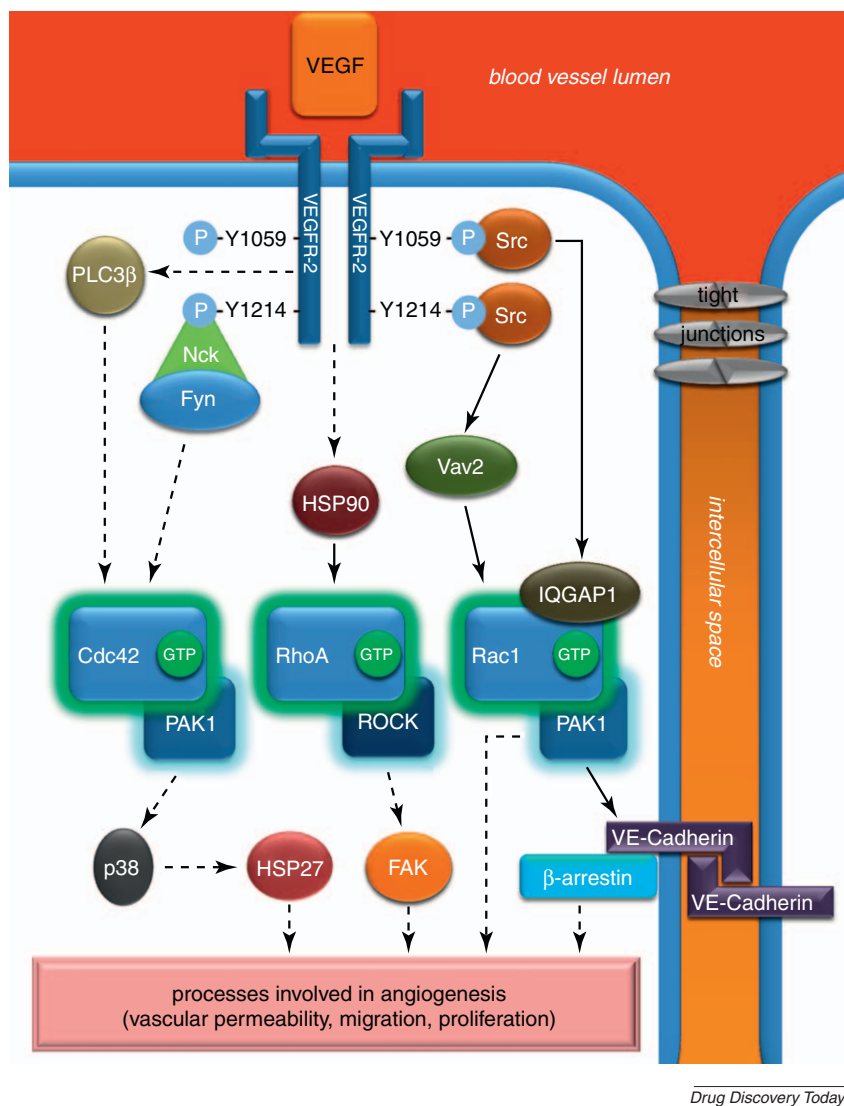 VEGF
blood vessel lumen
VEGFR-2
VEGFR-2
P
Y1059
Y1059
P
Src
PLC3β
P
Y1214
Y1214
P
Src
tight
junctions
Nck
Fyn
Vav2
HSP90
intercellular space
IQGAP1
Cdc42
GTP
RhoA
GTP
Rac1
GTP
PAK1
ROCK
PAK1
p38
HSP27
FAK
VE-Cadherin
β-arrestin
VE-Cadherin
processes involved in angiogenesis
(vascular permeability, migration, proliferation)
Drug Discovery Today